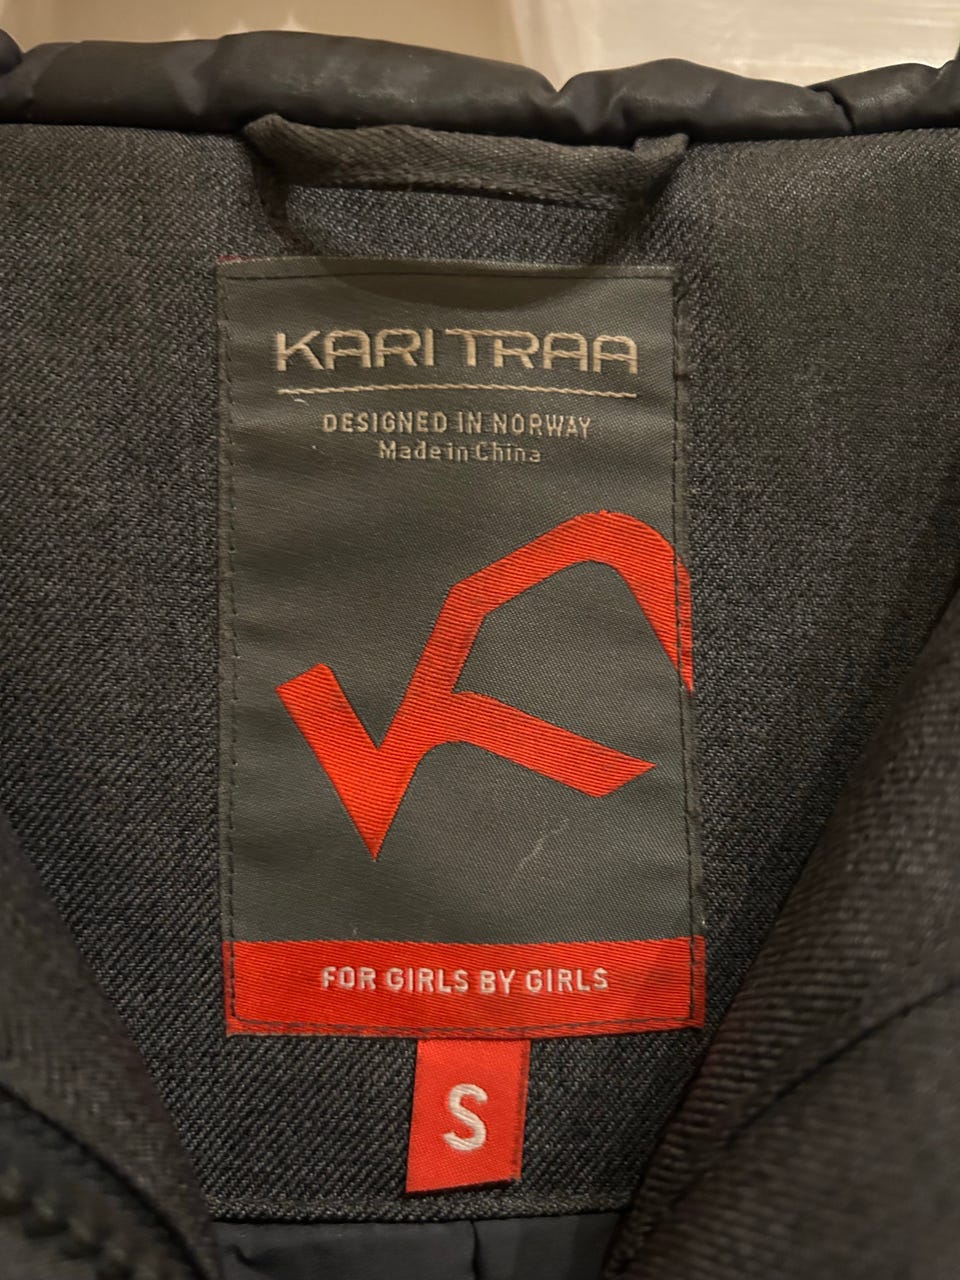 KARI TRAA
DESIGNED IN NORWAY
Made in China
FOR GIRLS BY GIRLS
S